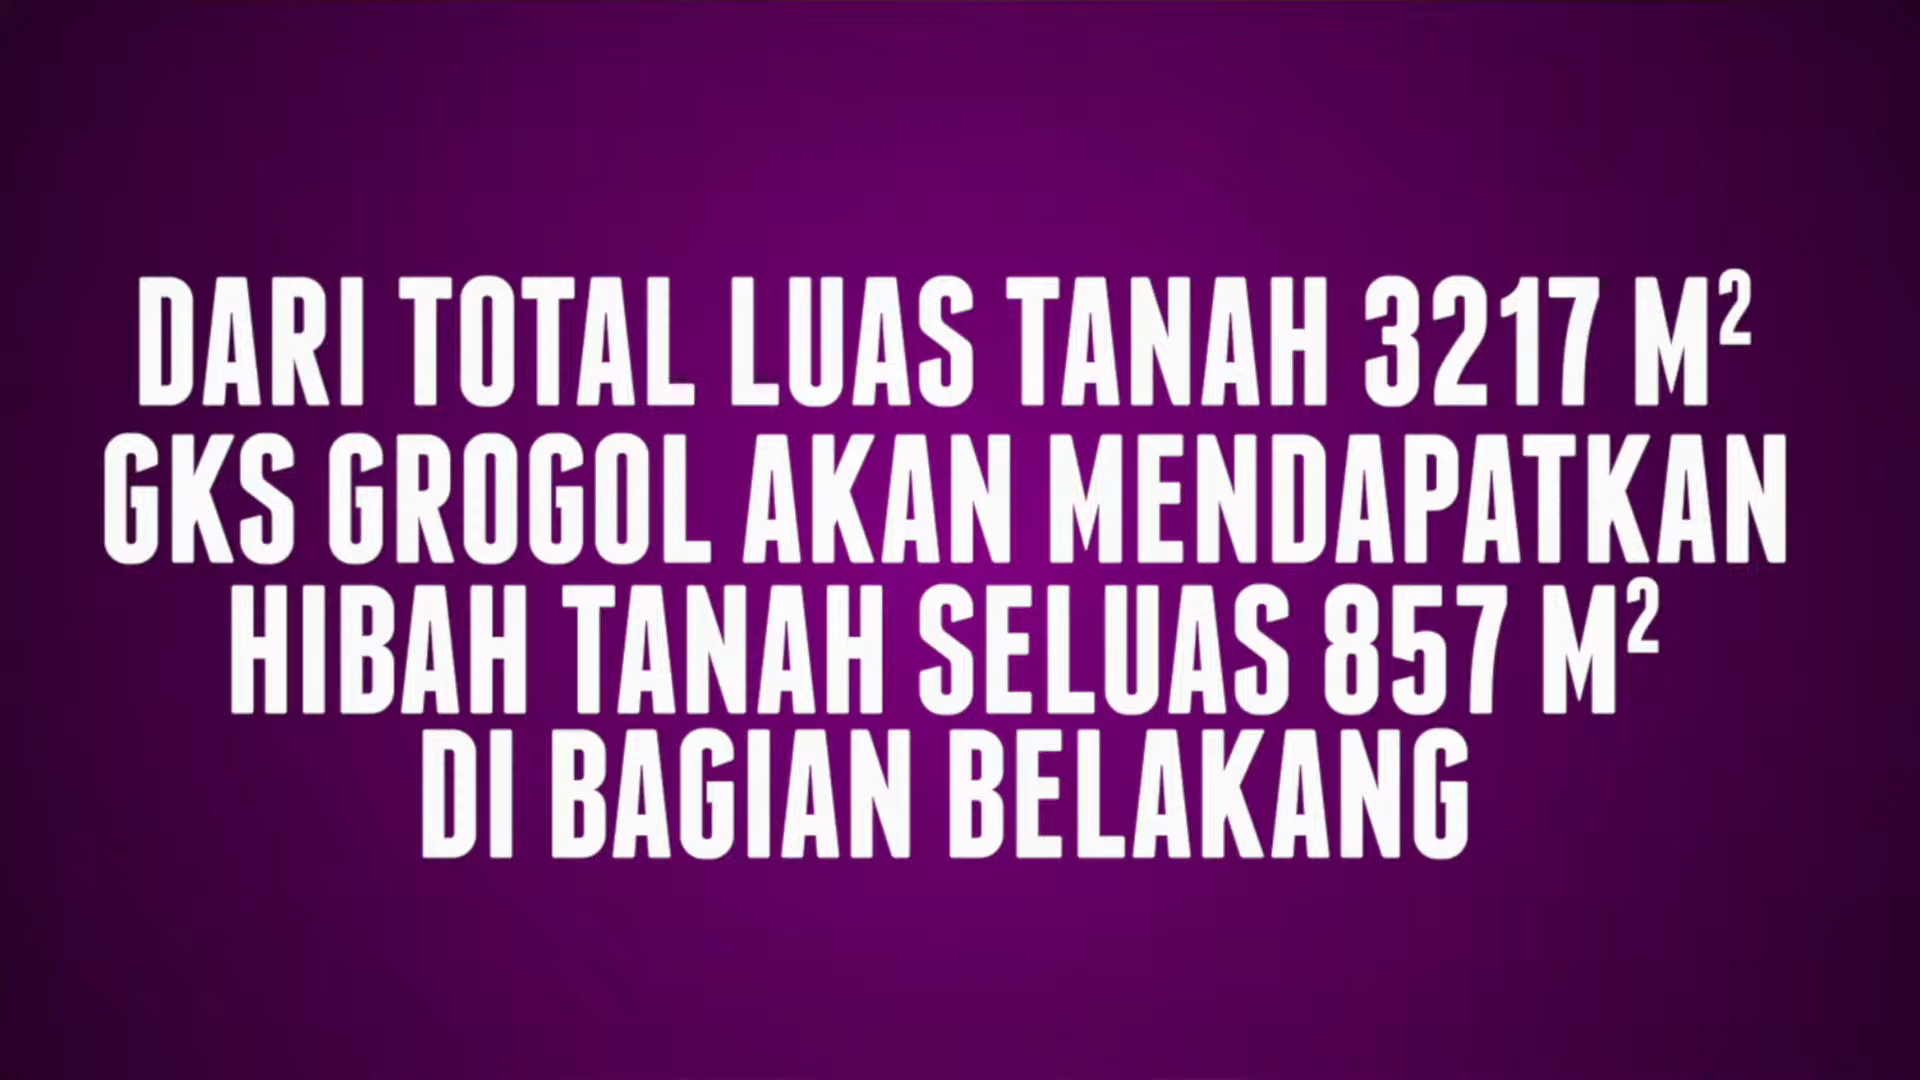 DARI TOTAL LUAS TANAH 3217 M²
GKS GROGOL AKAN MENDAPATKAN
HIBAH TANAH SELUAS 857 M²
DI BAGIAN BELAKANG